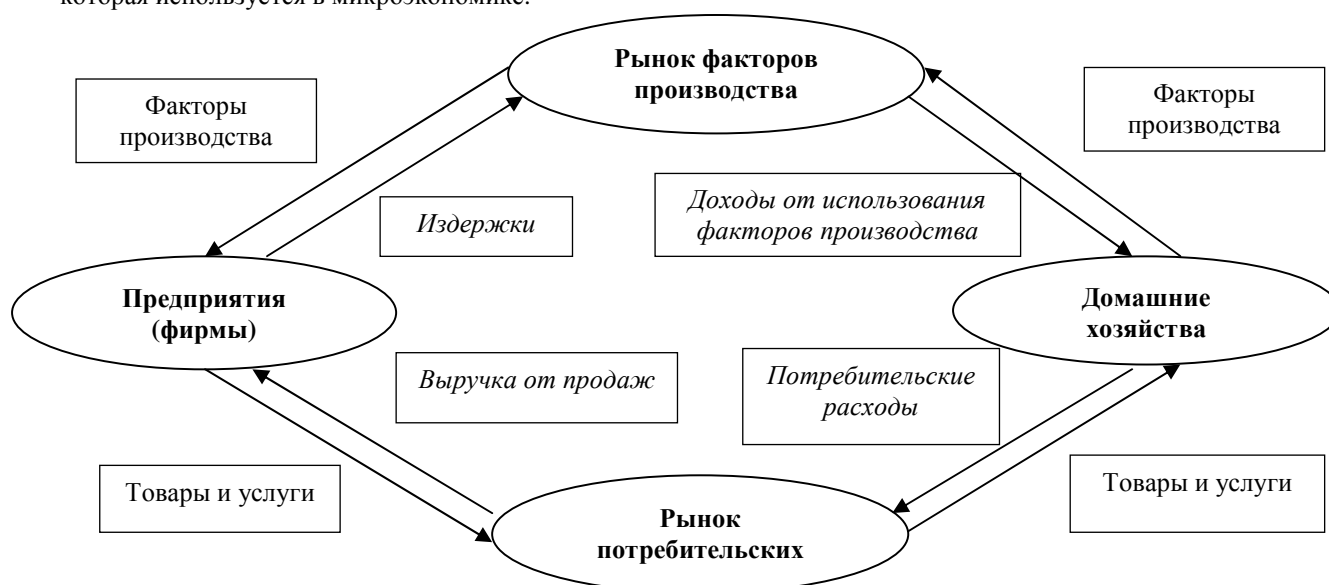 которая используется в микроэкономике.
Рынок факторов
производства
Факторы
производства
Факторы
производства
Издержки
Доходы от использования
факторов производства
Предприятия
(фирмы)
Домашние
хозяйства
Выручка от продаж
Потребительские
расходы
Товары и услуги
Товары и услуги
Рынок
потребительских